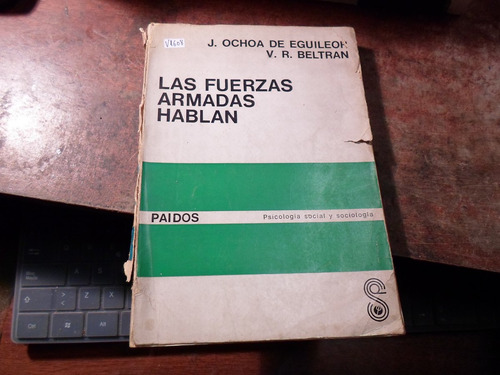 J. OCHOA DE EGUILEOR
V. R. BELTRAN
LAS FUERZAS
ARMADAS
HABLAN
PAIDOS
Psicología social y sociología